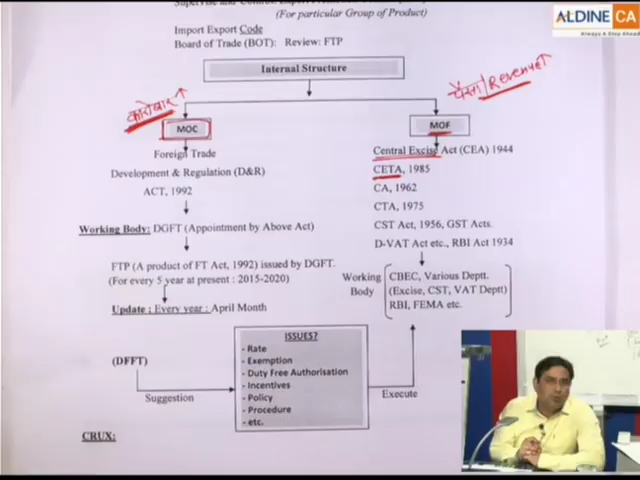 (For particular Group of Product)
ALDINE CA
Always A Step Ahead
Import Export Code
Board of Trade (BOT): Review: FTP
Internal Structure
कारोबार ↑
पैसा/Revenue↑
MOC
MOF
Foreign Trade
Development & Regulation (D&R)
ACT, 1992
Working Body: DGFT (Appointment by Above Act)
FTP (A product of FT Act, 1992) issued by DGFT.
(For every 5 year at present : 2015-2020)
Update : Every year : April Month
Central Excise Act (CEA) 1944
CETA, 1985
CA, 1962
CTA, 1975
CST Act, 1956, GST Acts.
D-VAT Act etc., RBI Act 1934
Working Body
CBEC, Various Deptt.
(Excise, CST, VAT Deptt)
RBI, FEMA etc.
(DFFT)
Suggestion
ISSUES?
- Rate
- Exemption
- Duty Free Authorisation
- Incentives
- Policy
- Procedure
- etc.
Execute
CRUX: